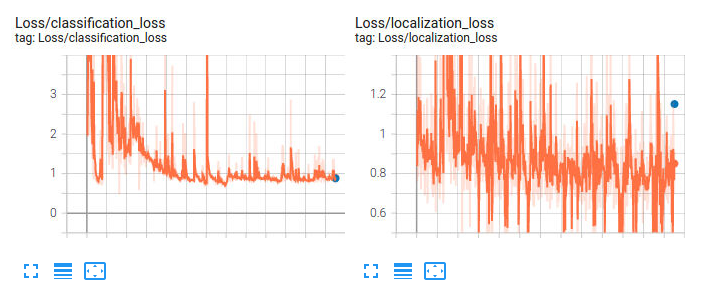 Loss/classification_loss
tag: Loss/classification_loss
3
2
1
0
Loss/localization_loss
tag: Loss/localization_loss
1.2
1
0.8
0.6